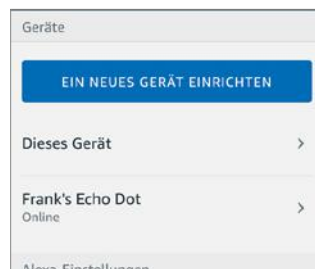 Geräte
EIN NEUES GERÄT EINRICHTEN
Dieses Gerät
Frank's Echo Dot
Online
Alexa-Einstellungen